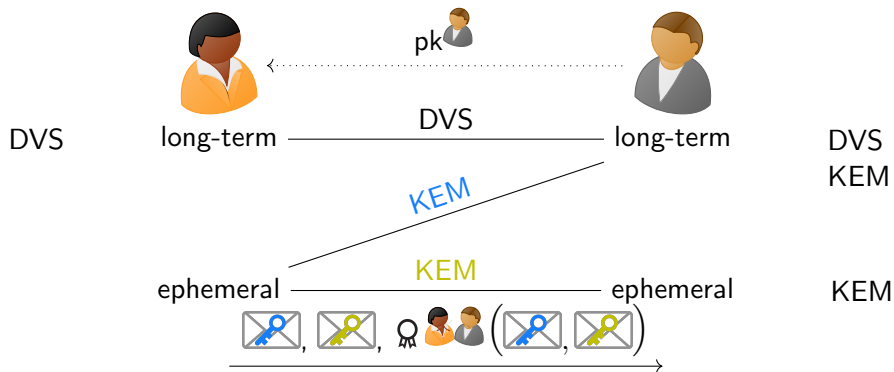 pk
DVS
DVS long-term long-term DVS
KEM
KEM
KEM
ephemeral ephemeral KEM
, , ( , )